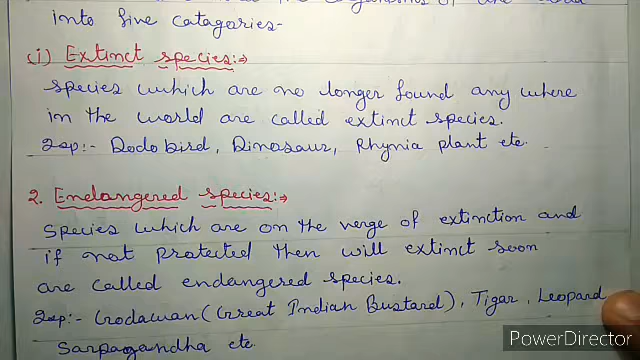 into five catagories-
(i) Extinct species:⇒
species which are no longer found any where
in the world are called extinct species.
Exp:- Dodo bird, Dinosaur, Rhynia plant etc.
2. Endangered species:⇒
species which are on the verge of extinction and
if not protected then will extinct soon
are called endangered species.
Exp:- Crodawan (Great Indian Bustard), Tigar, Leopard
Sarpagandha etc.
PowerDirector